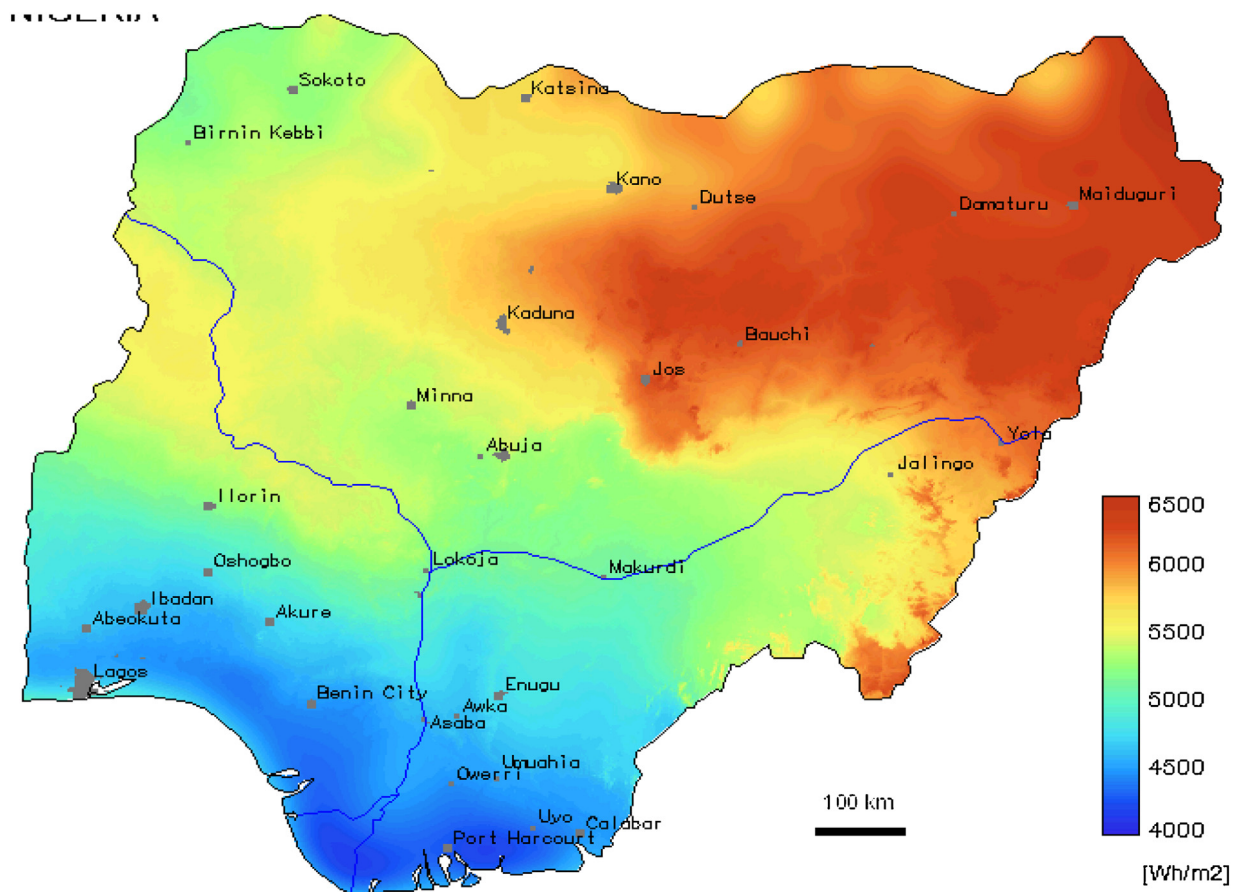 NIGERIA
Sokoto
Katsina
Birnin Kebbi
Kano
Dutse
Damaturu
Maiduguri
Kaduna
Bauchi
Jos
Minna
Abuja
Yota
Jalingo
Ilorin
6500
Oshogbo
Lokoja
Makurdi
6000
Ibadan
Abeokuta
Akure
5500
Lagos
Enugu
Benin City
Awka
Asaba
5000
Umuahia
Owerri
4500
100 km
Uyo
Calabar
Port Harcourt
4000
[Wh/m2]